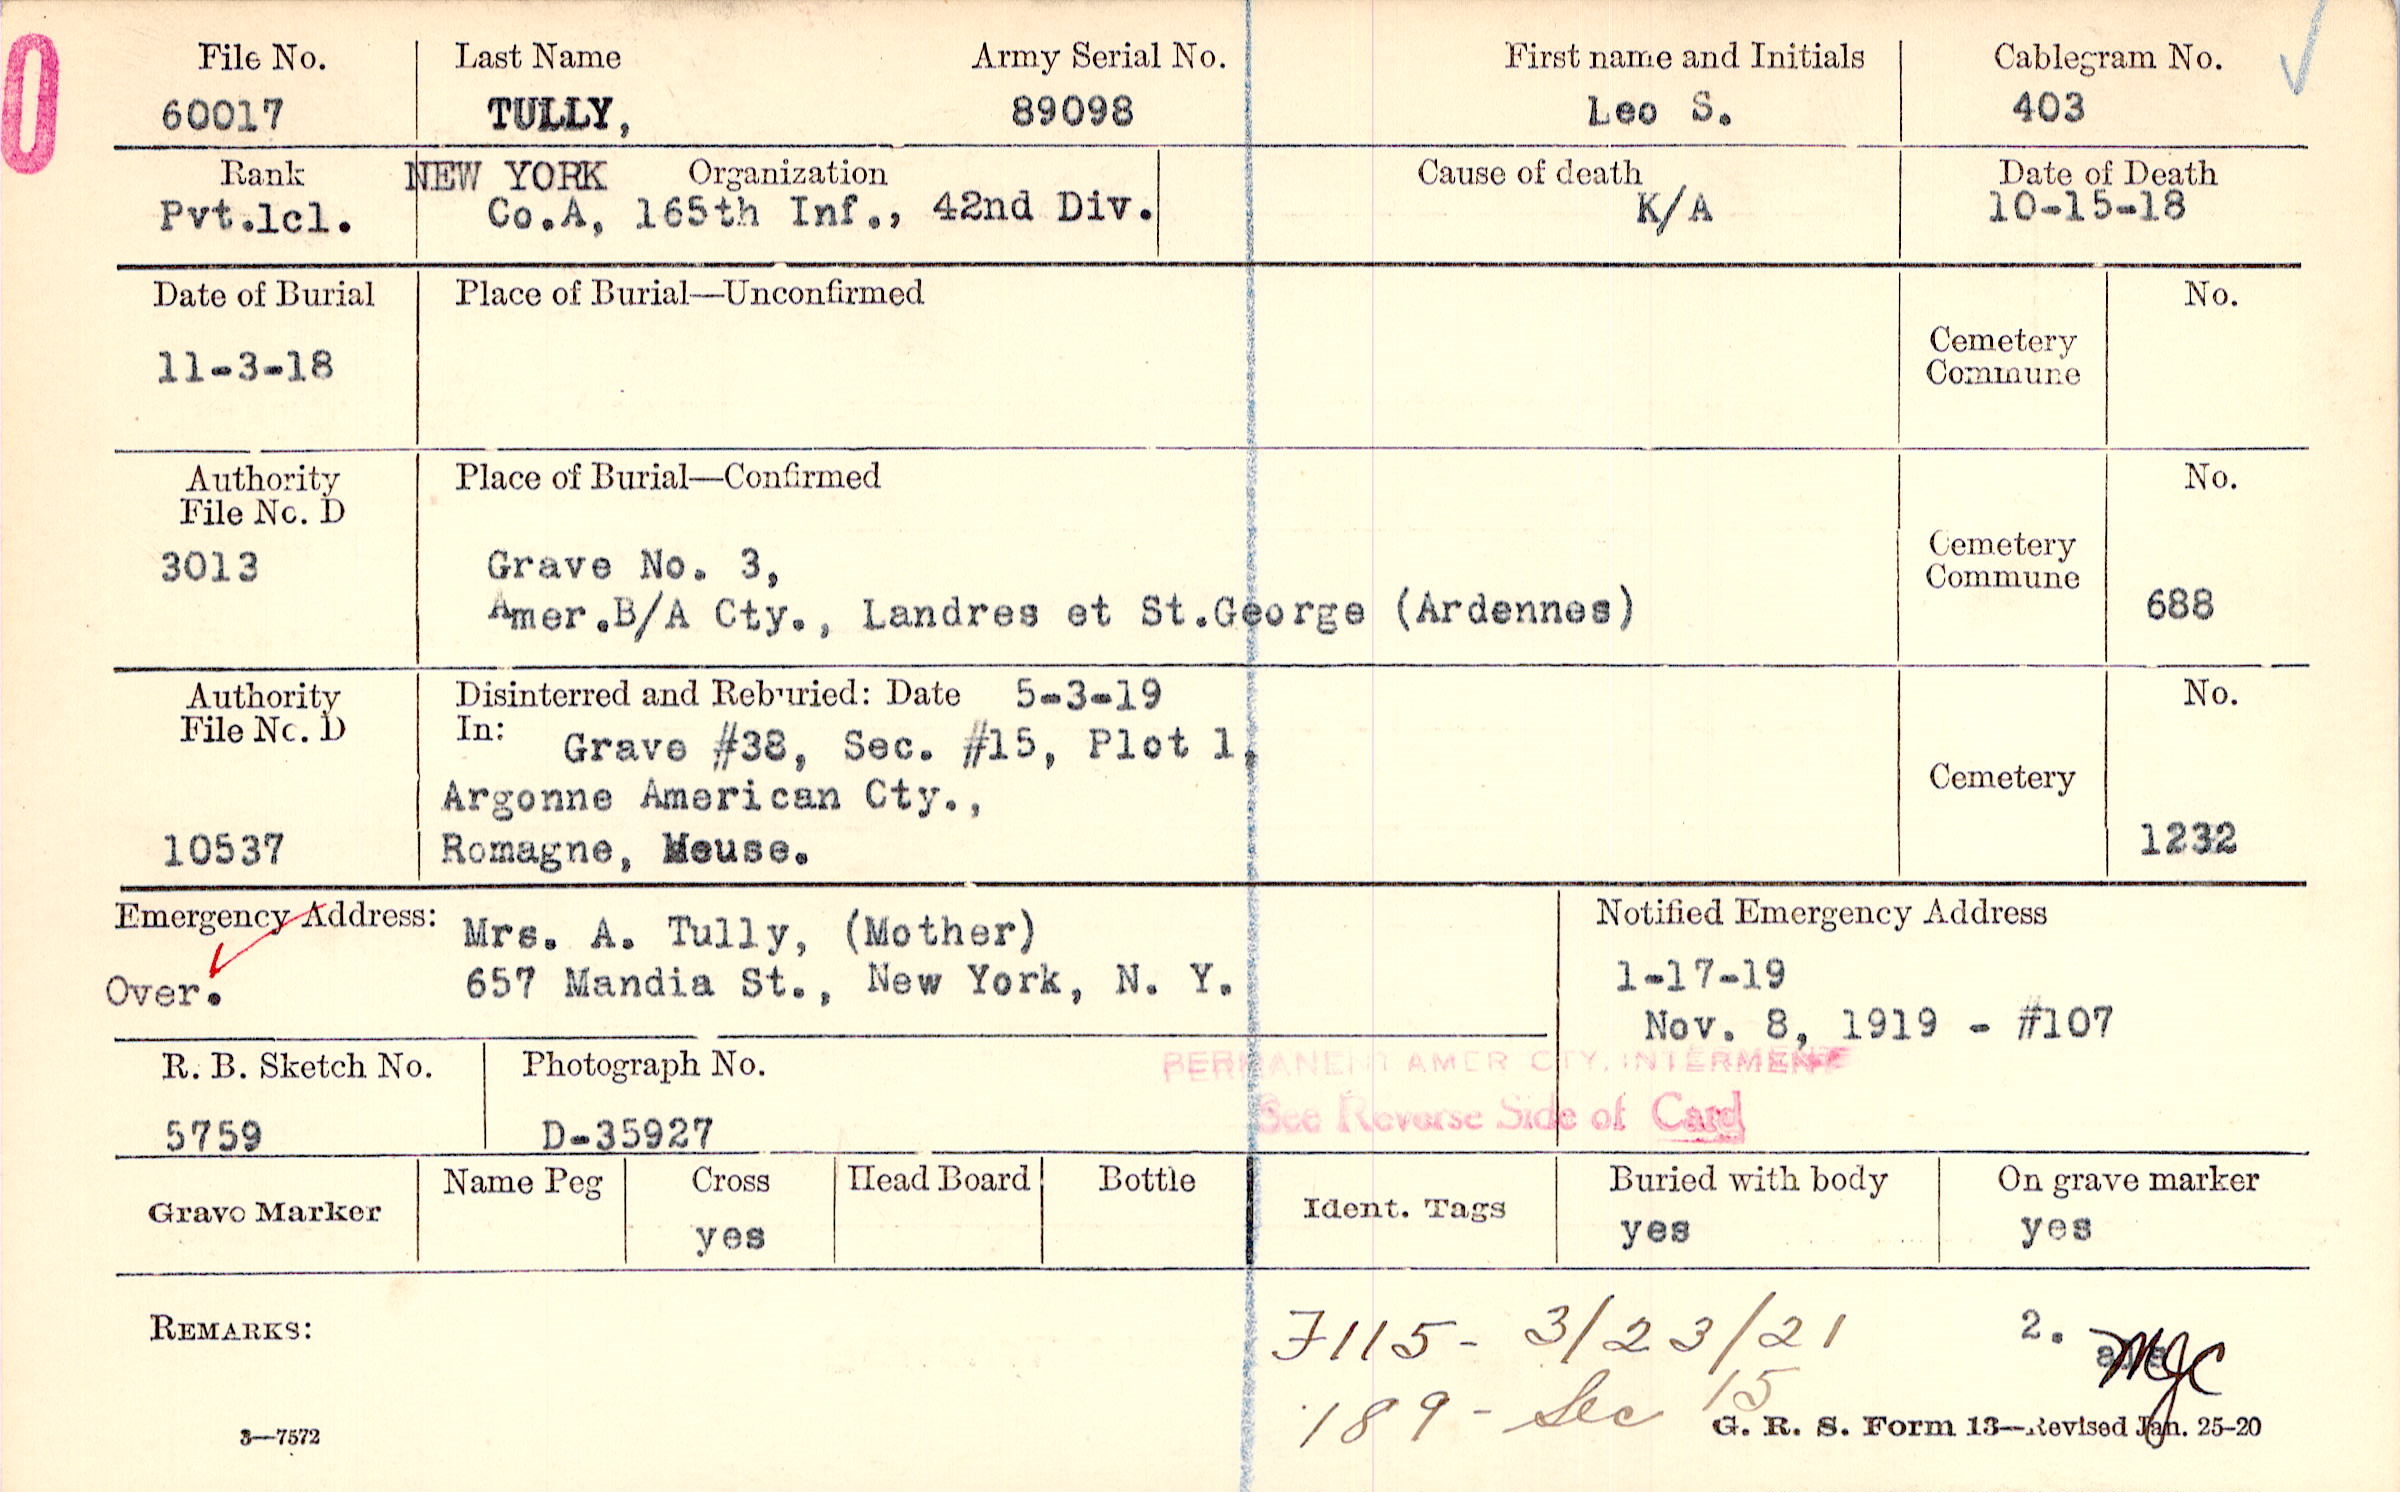 File No. Last Name Army Serial No. First name and Initials Cablegram No.
60017 TULLY, 89098 Leo S. 403
Rank NEW YORK Organization Cause of death Date of Death
Pvt.lcl. Co.A, 165th Inf., 42nd Div. K/A 10-15-18
Date of Burial Place of Burial—Unconfirmed No.
11-3-18 Cemetery
Commune
Authority Place of Burial—Confirmed No.
File No. D
3013 Grave No. 3, Cemetery
Commune
Amer.B/A Cty., Landres et St.George (Ardennes) 688
Authority Disinterred and Reburied: Date 5-3-19 No.
File No. D In: Grave #38, Sec. #15, Plot 1,
Argonne American Cty., Cemetery
10537 Romagne, Meuse. 1232
Emergency Address: Mrs. A. Tully, (Mother) Notified Emergency Address
Over. 657 Mandia St., New York, N. Y. 1-17-19
Nov. 8, 1919 - #107
R. B. Sketch No. Photograph No. PERMANENT AMER CTY. INTERMENT
See Reverse Side of Card
5759 D-35927
Grave Marker Name Peg Cross Head Board Bottle Ident. Tags Buried with body On grave marker
yes yes yes
REMARKS: F115- 3/23/21 2.
MJC
189 - Sec 15
3—7572 G. R. S. Form 13—Revised Jan. 25-20